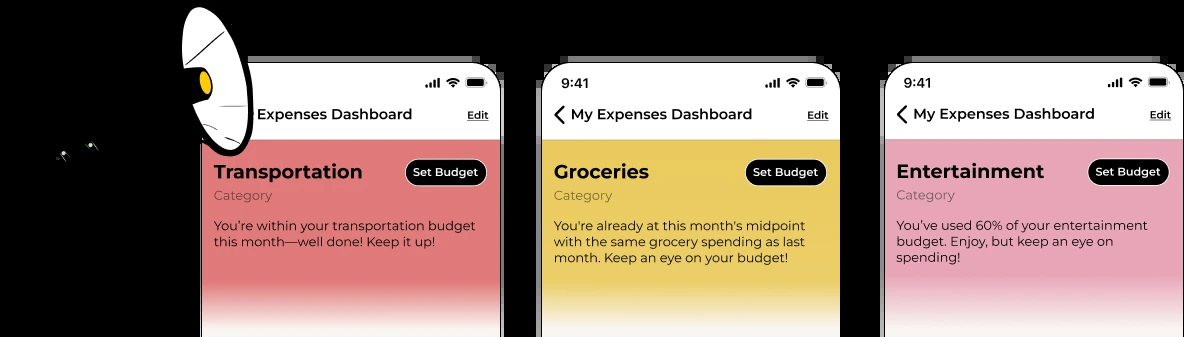 Expenses Dashboard
Edit
Transportation
Set Budget
Category
You’re within your transportation budget
this month—well done! Keep it up!
9:41
My Expenses Dashboard
Edit
Groceries
Set Budget
Category
You're already at this month's midpoint
with the same grocery spending as last
month. Keep an eye on your budget!
9:41
My Expenses Dashboard
Edit
Entertainment
Set Budget
Category
You’ve used 60% of your entertainment
budget. Enjoy, but keep an eye on
spending!